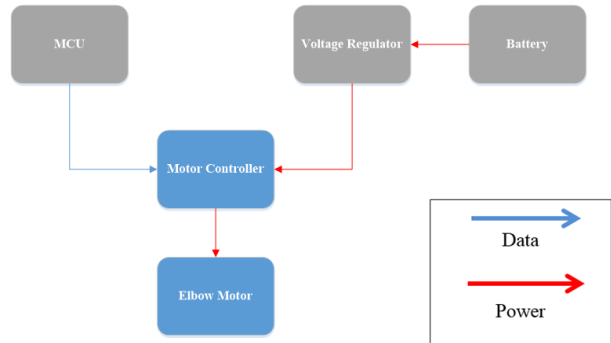 MCU
Voltage Regulator
Battery
Motor Controller
Elbow Motor
Data
Power